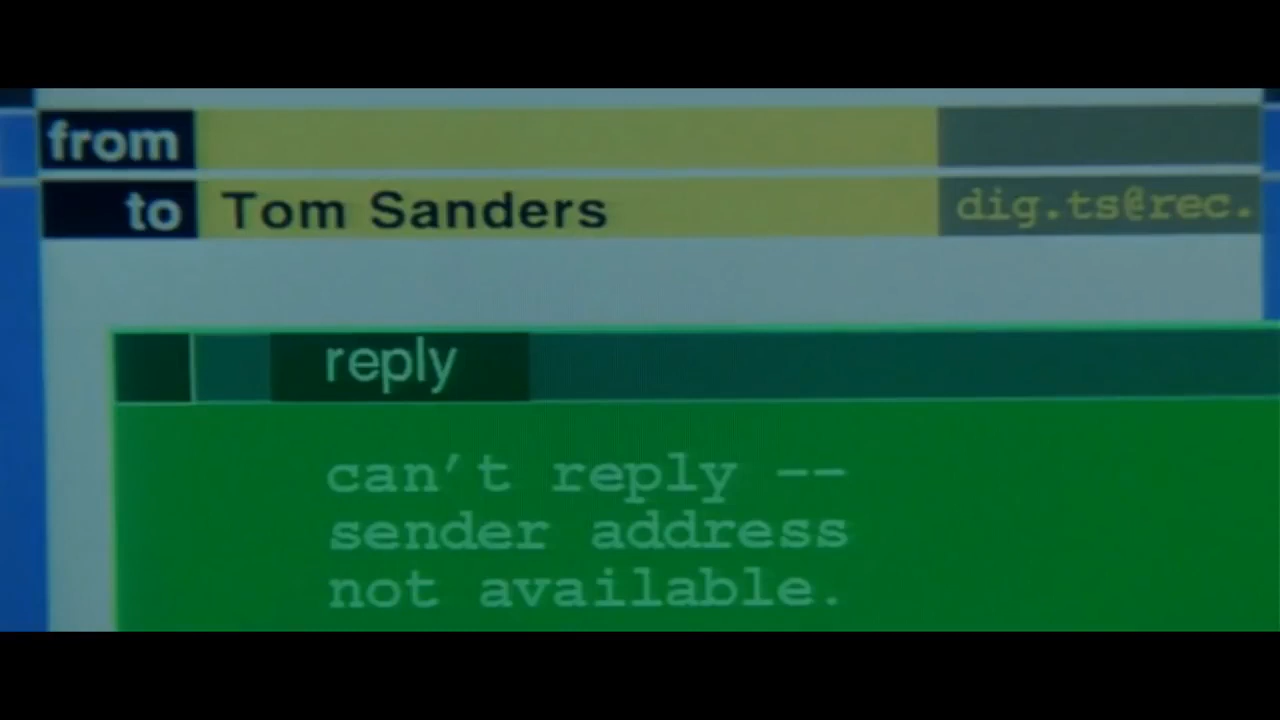 from
to Tom Sanders dig.ts@rec.
reply
can't reply --
sender address
not available.